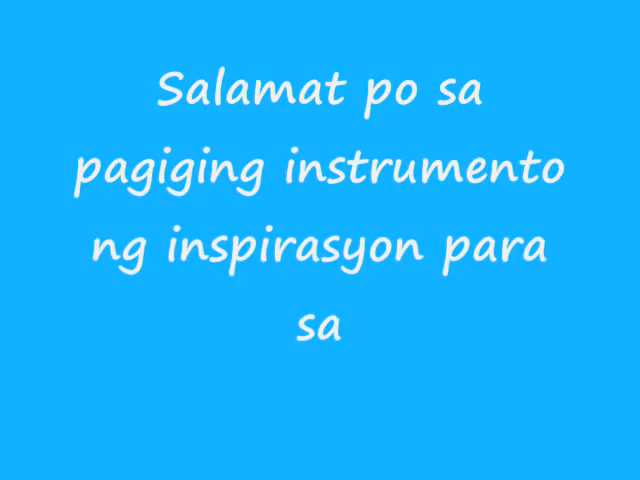 Salamat po sa
pagiging instrumento
ng inspirasyon para
sa